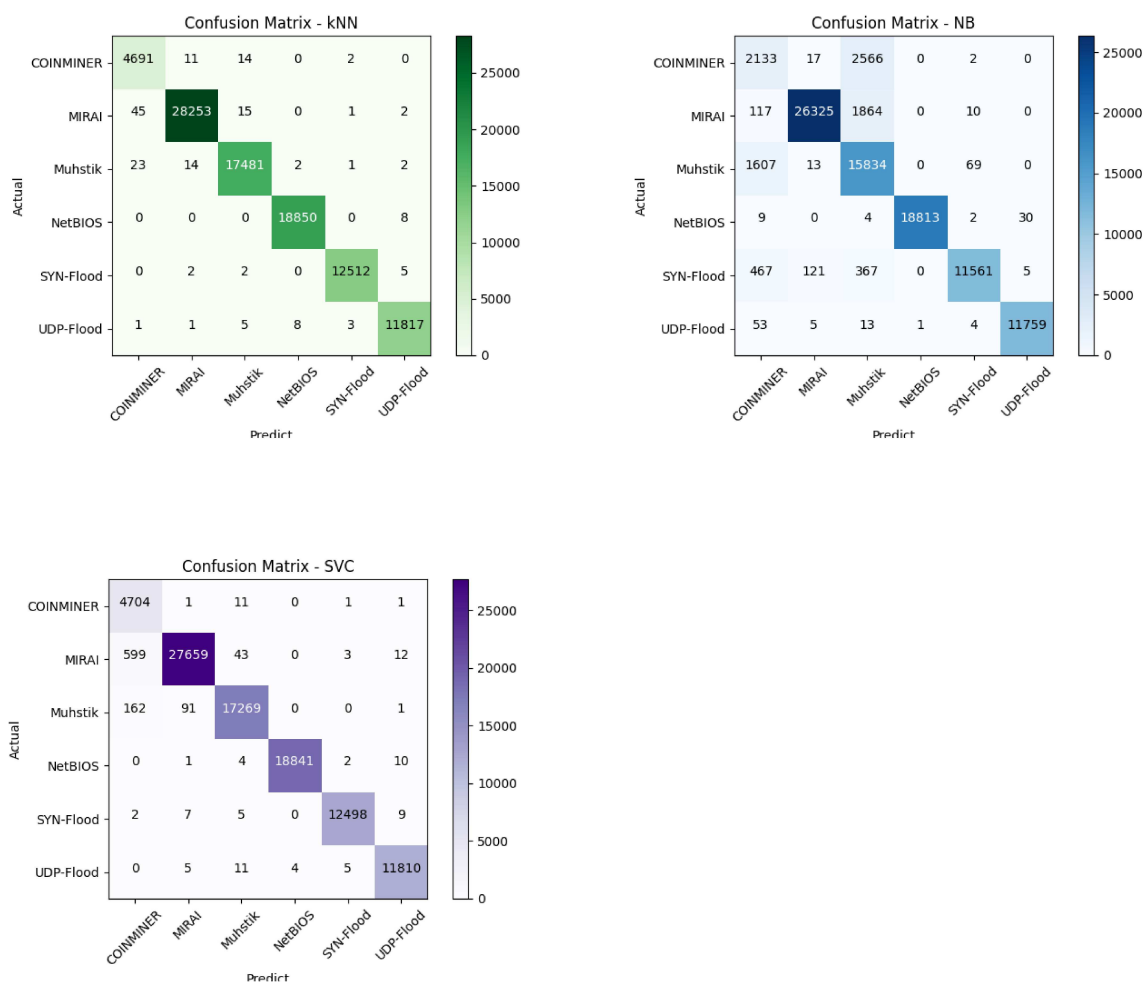 Confusion Matrix - kNN
COINMINER 4691 11 14 0 2 0
MIRAI 45 28253 15 0 1 2
Muhstik 23 14 17481 2 1 2
NetBIOS 0 0 0 18850 0 8
SYN-Flood 0 2 2 0 12512 5
UDP-Flood 1 1 5 8 3 11817
Actual
COINMINER MIRAI Muhstik NetBIOS SYN-Flood UDP-Flood
Predict
25000
20000
15000
10000
5000
0
Confusion Matrix - NB
COINMINER 2133 17 2566 0 2 0
MIRAI 117 26325 1864 0 10 0
Muhstik 1607 13 15834 0 69 0
NetBIOS 9 0 4 18813 2 30
SYN-Flood 467 121 367 0 11561 5
UDP-Flood 53 5 13 1 4 11759
Actual
COINMINER MIRAI Muhstik NetBIOS SYN-Flood UDP-Flood
Predict
25000
20000
15000
10000
5000
0
Confusion Matrix - SVC
COINMINER 4704 1 11 0 1 1
MIRAI 599 27659 43 0 3 12
Muhstik 162 91 17269 0 0 1
NetBIOS 0 1 4 18841 2 10
SYN-Flood 2 7 5 0 12498 9
UDP-Flood 0 5 11 4 5 11810
Actual
COINMINER MIRAI Muhstik NetBIOS SYN-Flood UDP-Flood
Predict
25000
20000
15000
10000
5000
0